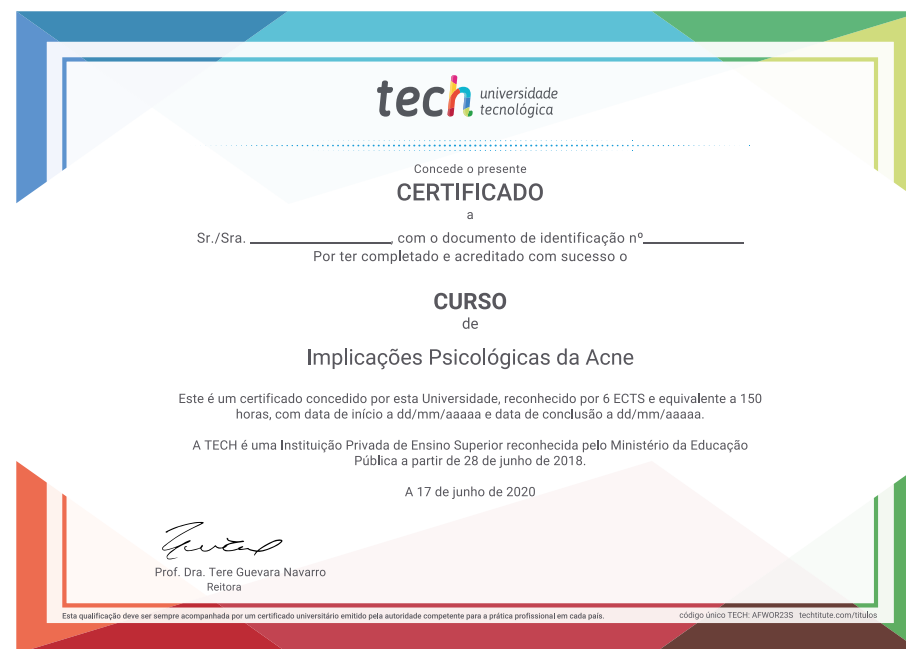 tech universidade
tecnológica
Concede o presente
CERTIFICADO
a
Sr./Sra. ________________, com o documento de identificação nº____________
Por ter completado e acreditado com sucesso o
CURSO
de
Implicações Psicológicas da Acne
Este é um certificado concedido por esta Universidade, reconhecido por 6 ECTS e equivalente a 150
horas, com data de início a dd/mm/aaaaa e data de conclusão a dd/mm/aaaaa.
A TECH é uma Instituição Privada de Ensino Superior reconhecida pelo Ministério da Educação
Pública a partir de 28 de junho de 2018.
A 17 de junho de 2020
Prof. Dra. Tere Guevara Navarro
Reitora
Esta qualificação deve ser sempre acompanhada por um certificado universitário emitido pela autoridade competente para a prática profissional em cada país.
código único TECH: AFWOR23S techtitute.com/titulos